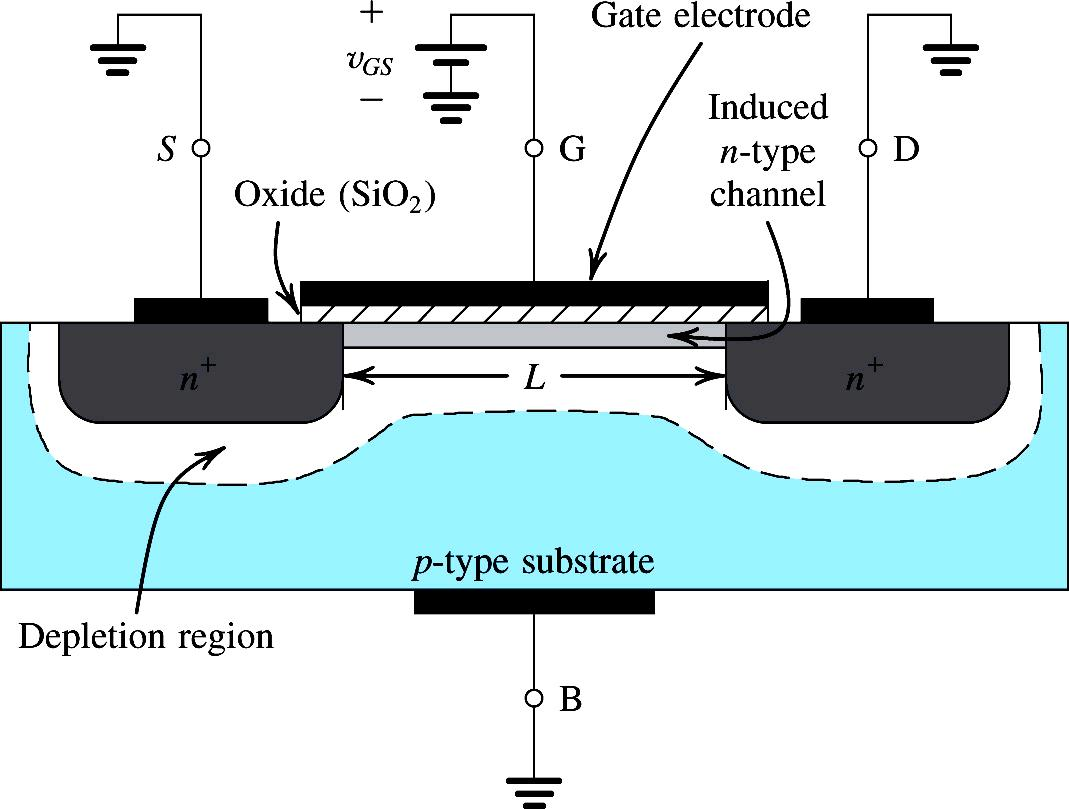 +
Gate electrode
v_GS
−
Induced
n-type
channel
S
G
D
Oxide (SiO₂)
n⁺
L
n⁺
p-type substrate
Depletion region
B